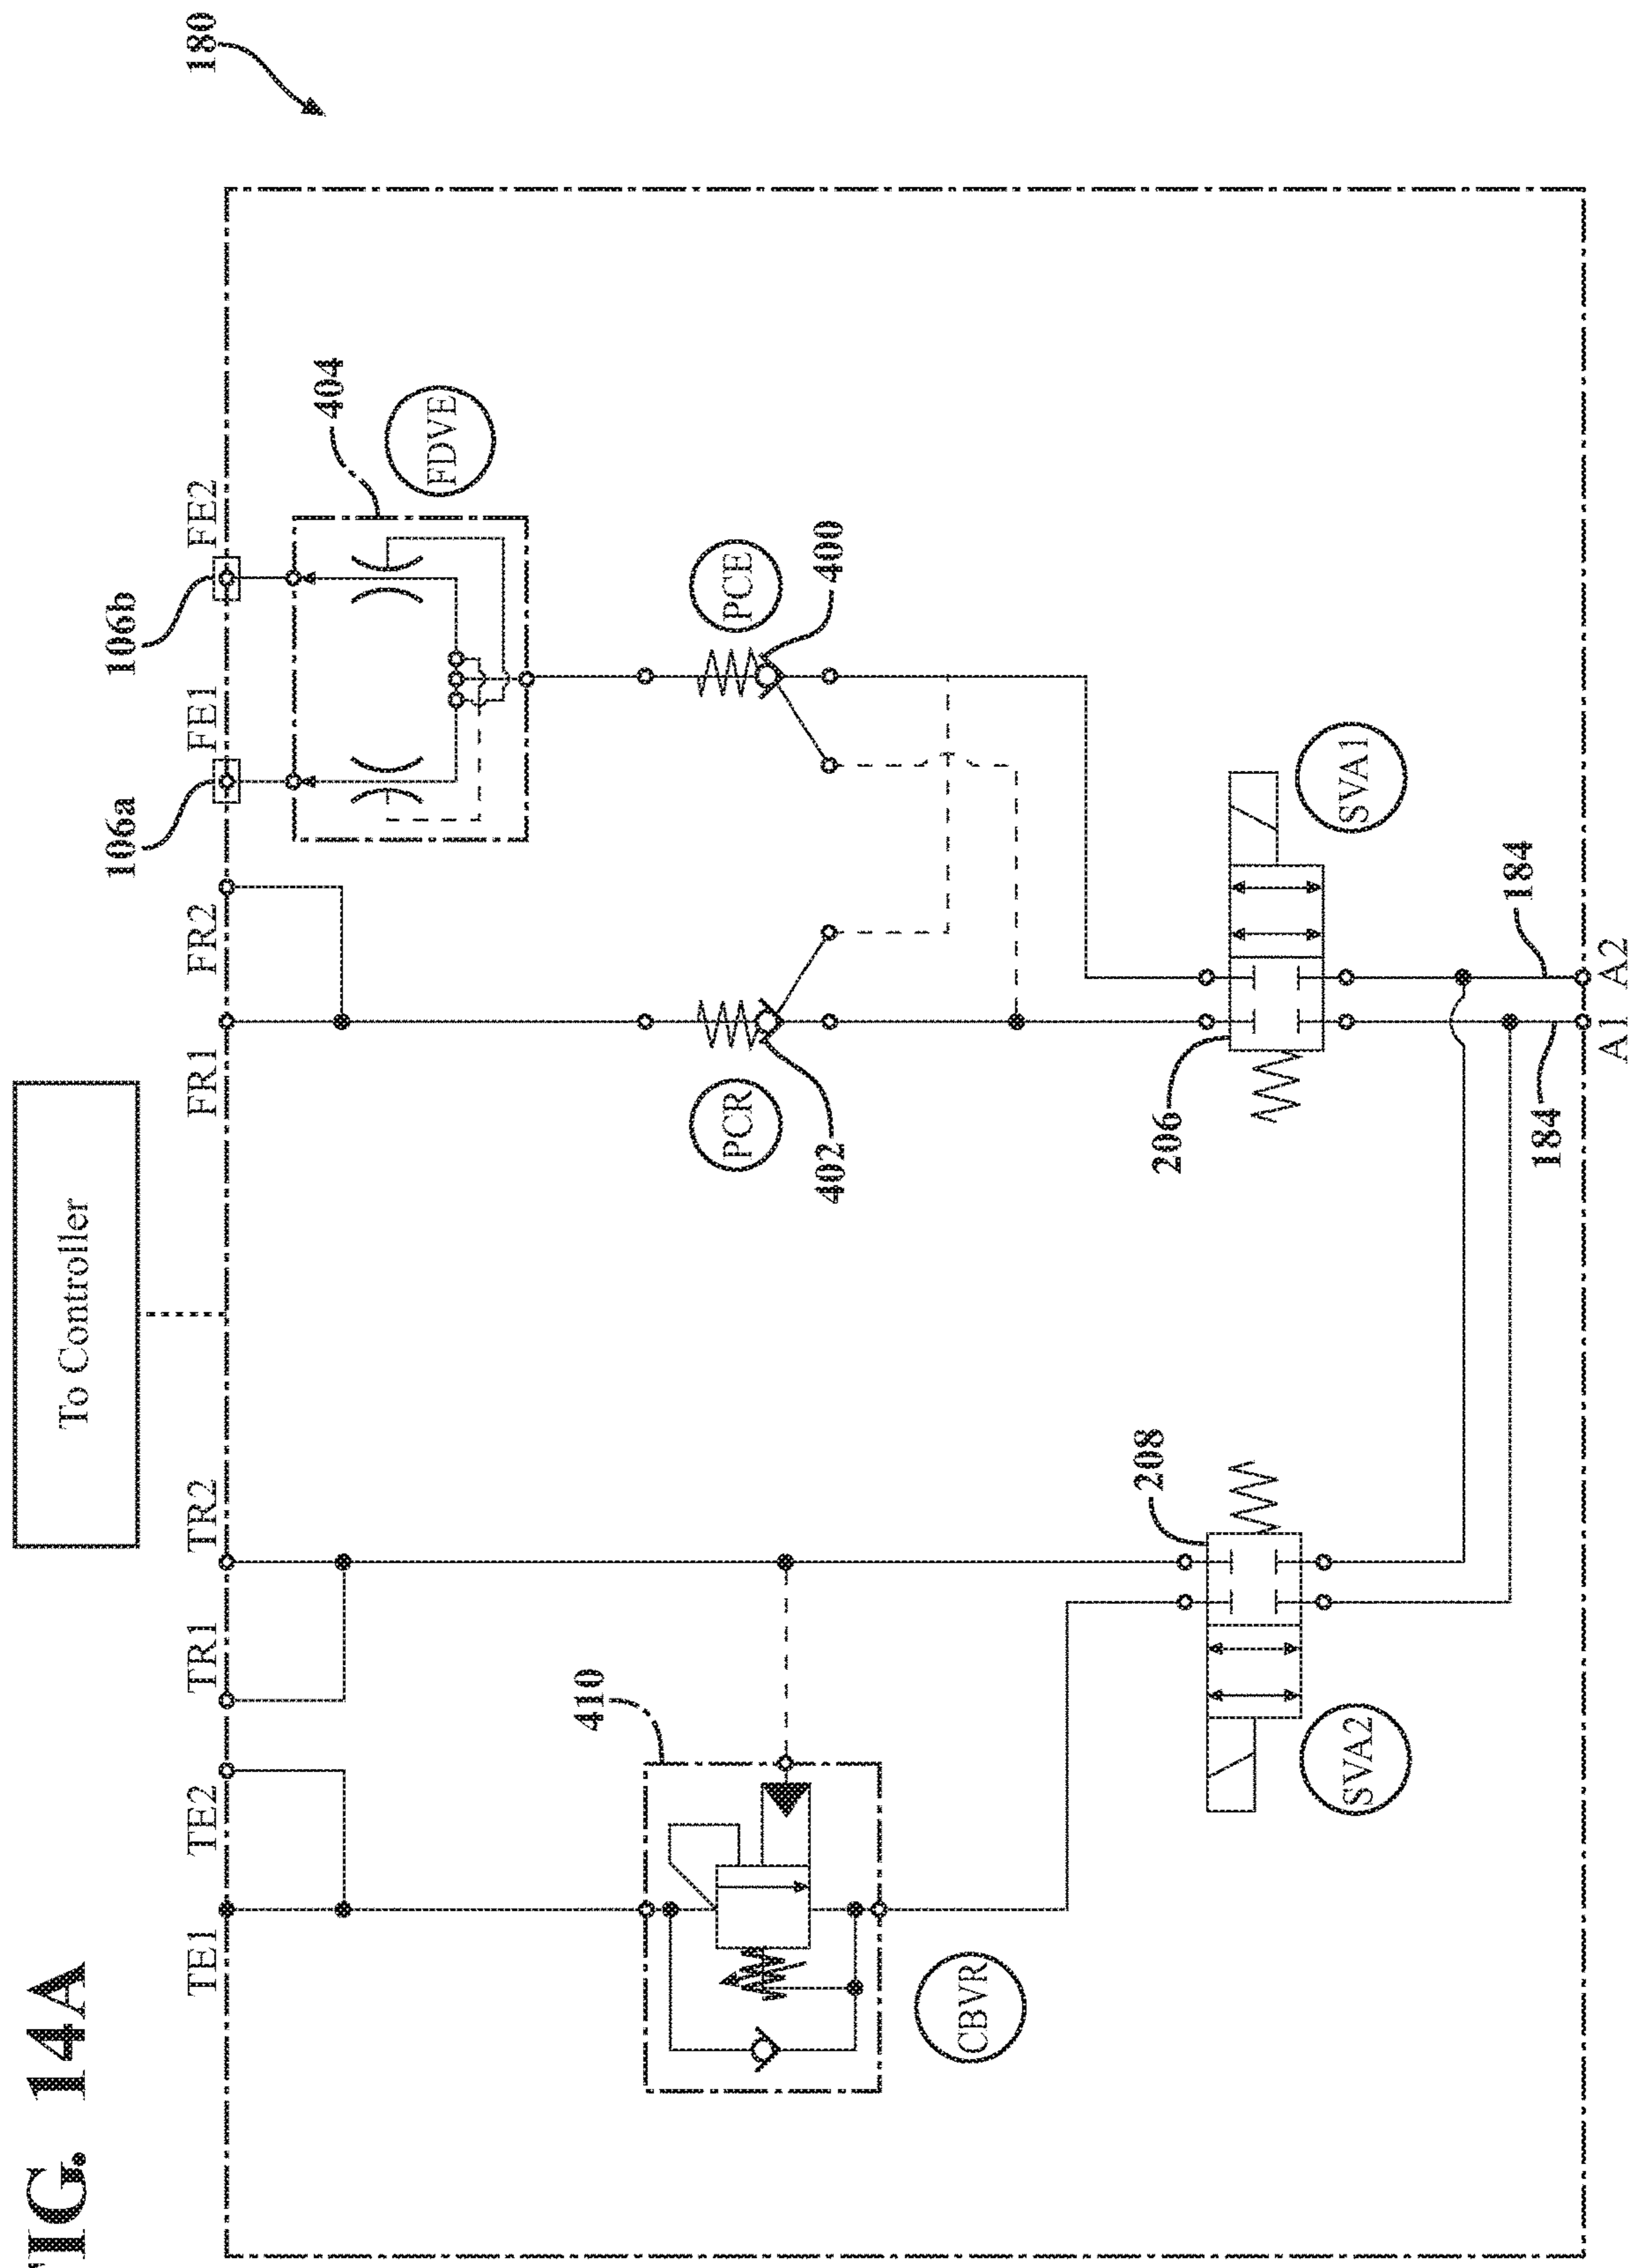 FIG. 14A
180
To Controller
TE1
TE2
TR1
TR2
FR1
FR2
FE1
FE2
106a
106b
404
FDVE
410
CBVR
PCR
402
PCE
400
208
SVA2
206
SVA1
184
184
A1
A2